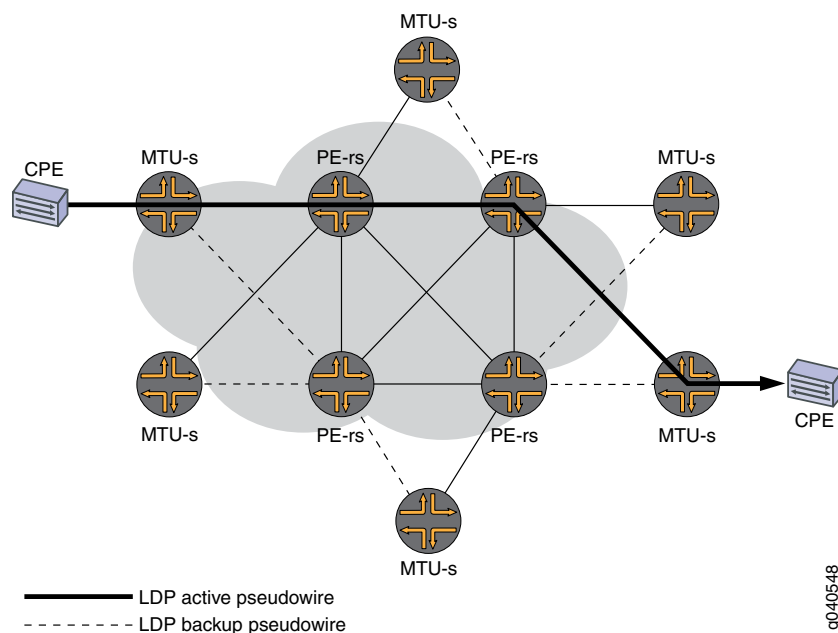 MTU-s
CPE
MTU-s
PE-rs
PE-rs
MTU-s
MTU-s
PE-rs
PE-rs
MTU-s
CPE
MTU-s
LDP active pseudowire
LDP backup pseudowire
g040548